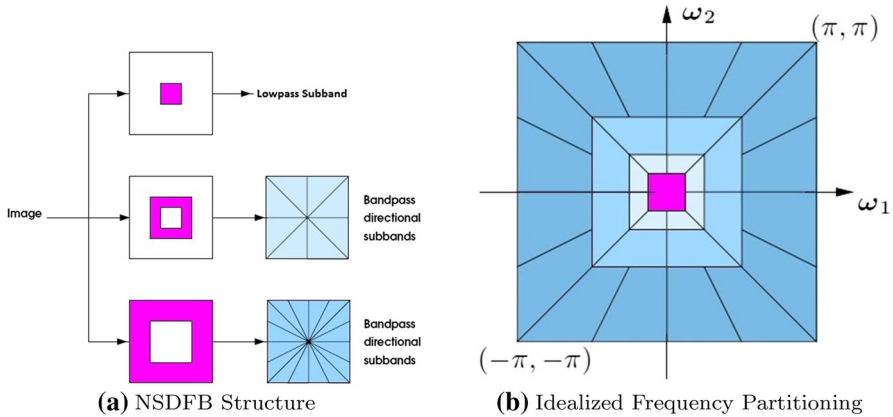 Lowpass Subband
Image
Bandpass
directional
subbands
Bandpass
directional
subbands
(a) NSDFB Structure
ω₂
(π, π)
ω₁
(−π, −π)
(b) Idealized Frequency Partitioning